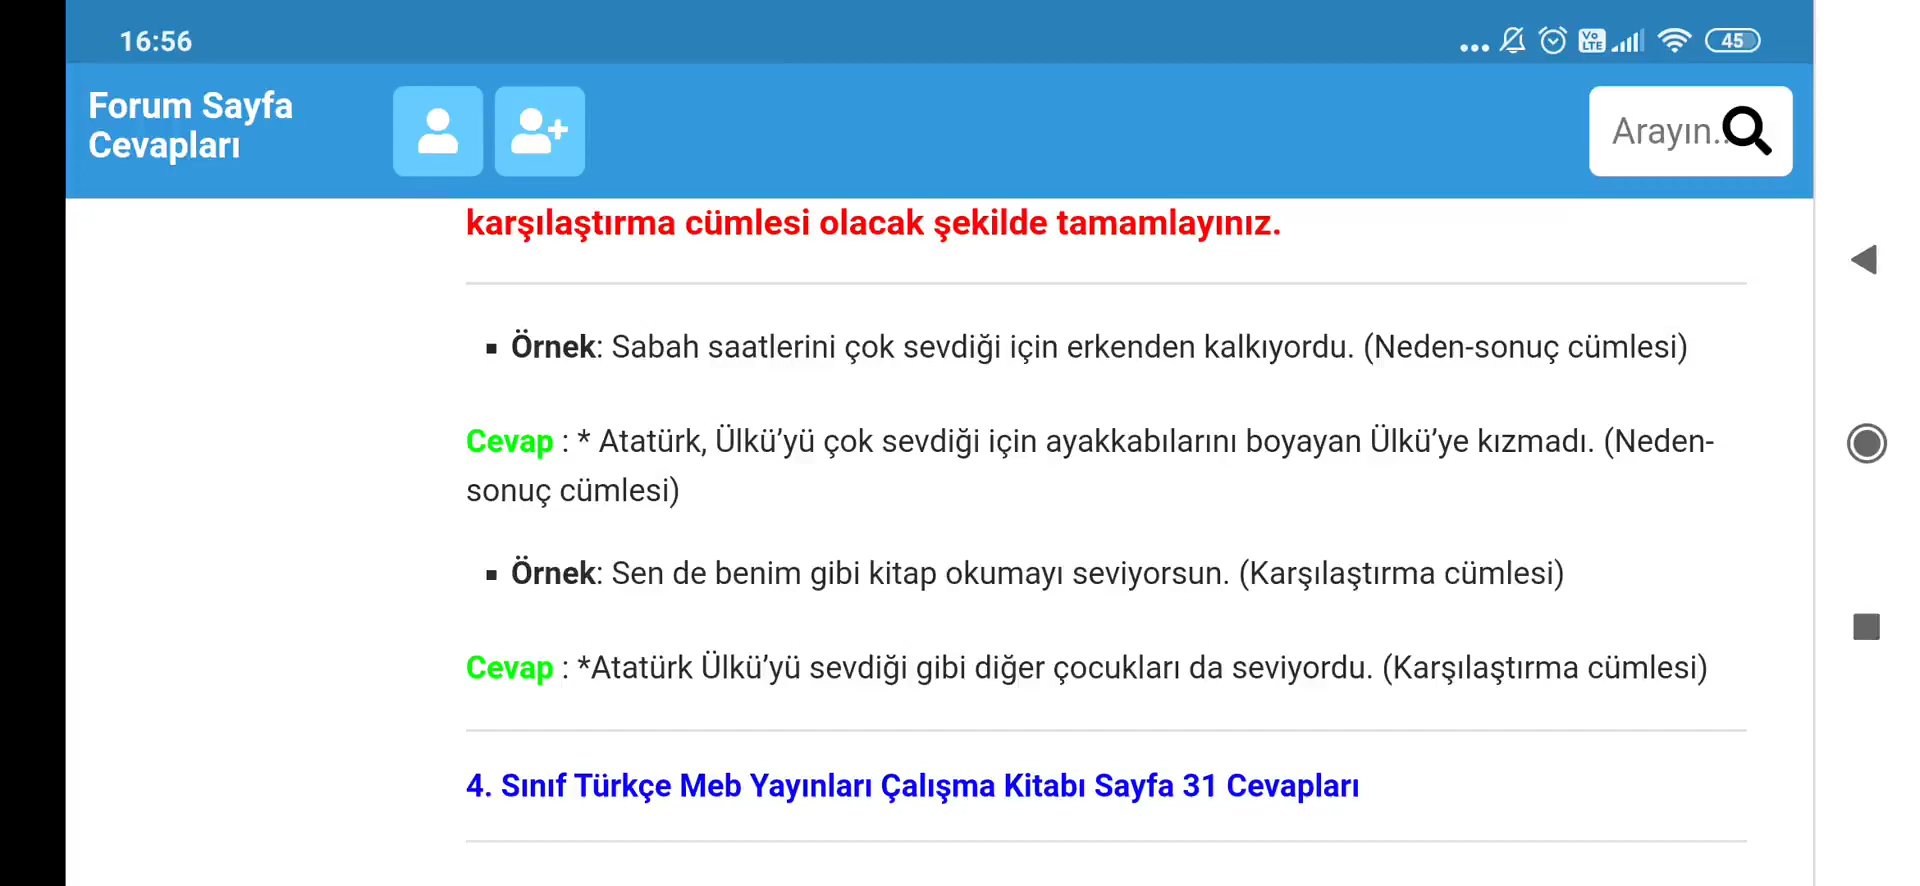 16:56
Vo LTE
45
Forum Sayfa
Cevapları
Arayın..
karşılaştırma cümlesi olacak şekilde tamamlayınız.
▪ Örnek: Sabah saatlerini çok sevdiği için erkenden kalkıyordu. (Neden-sonuç cümlesi)
Cevap : * Atatürk, Ülkü’yü çok sevdiği için ayakkabılarını boyayan Ülkü’ye kızmadı. (Neden-
sonuç cümlesi)
▪ Örnek: Sen de benim gibi kitap okumayı seviyorsun. (Karşılaştırma cümlesi)
Cevap : *Atatürk Ülkü’yü sevdiği gibi diğer çocukları da seviyordu. (Karşılaştırma cümlesi)
4. Sınıf Türkçe Meb Yayınları Çalışma Kitabı Sayfa 31 Cevapları